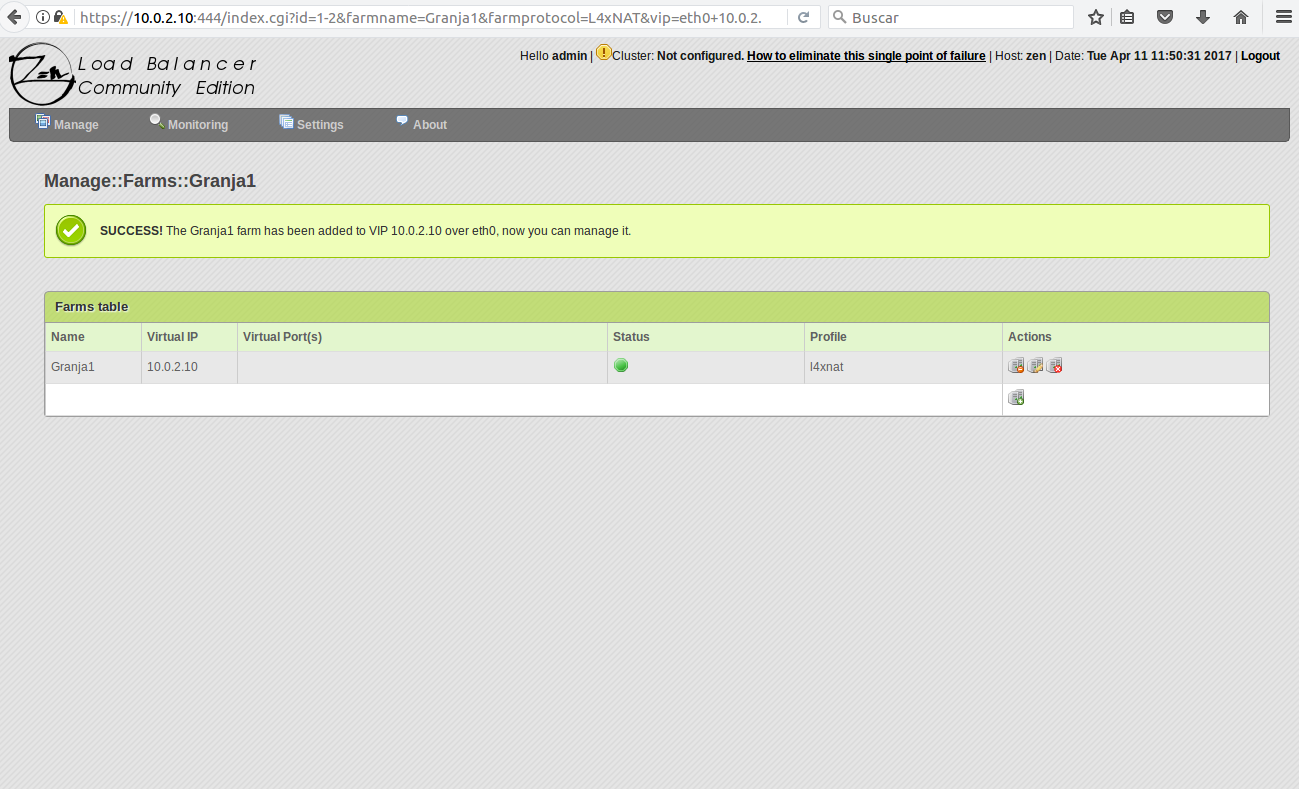 https://10.0.2.10:444/index.cgi?id=1-2&farmname=Granja1&farmprotocol=L4xNAT&vip=eth0+10.0.2.
Buscar
Hello admin | Cluster: Not configured. How to eliminate this single point of failure | Host: zen | Date: Tue Apr 11 11:50:31 2017 | Logout
Zen Load Balancer
Community Edition
Manage Monitoring Settings About
Manage::Farms::Granja1
SUCCESS! The Granja1 farm has been added to VIP 10.0.2.10 over eth0, now you can manage it.
Farms table
Name Virtual IP Virtual Port(s) Status Profile Actions
Granja1 10.0.2.10 l4xnat